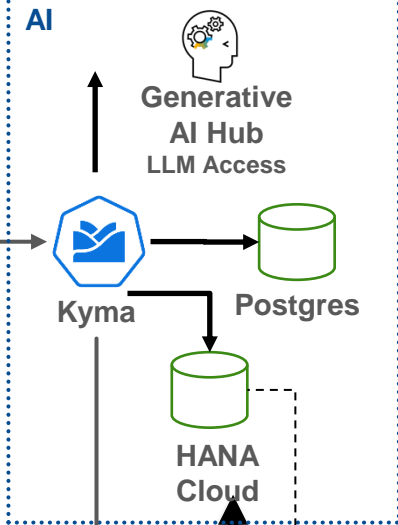 AI
Generative
AI Hub
LLM Access
Kyma
Postgres
HANA
Cloud